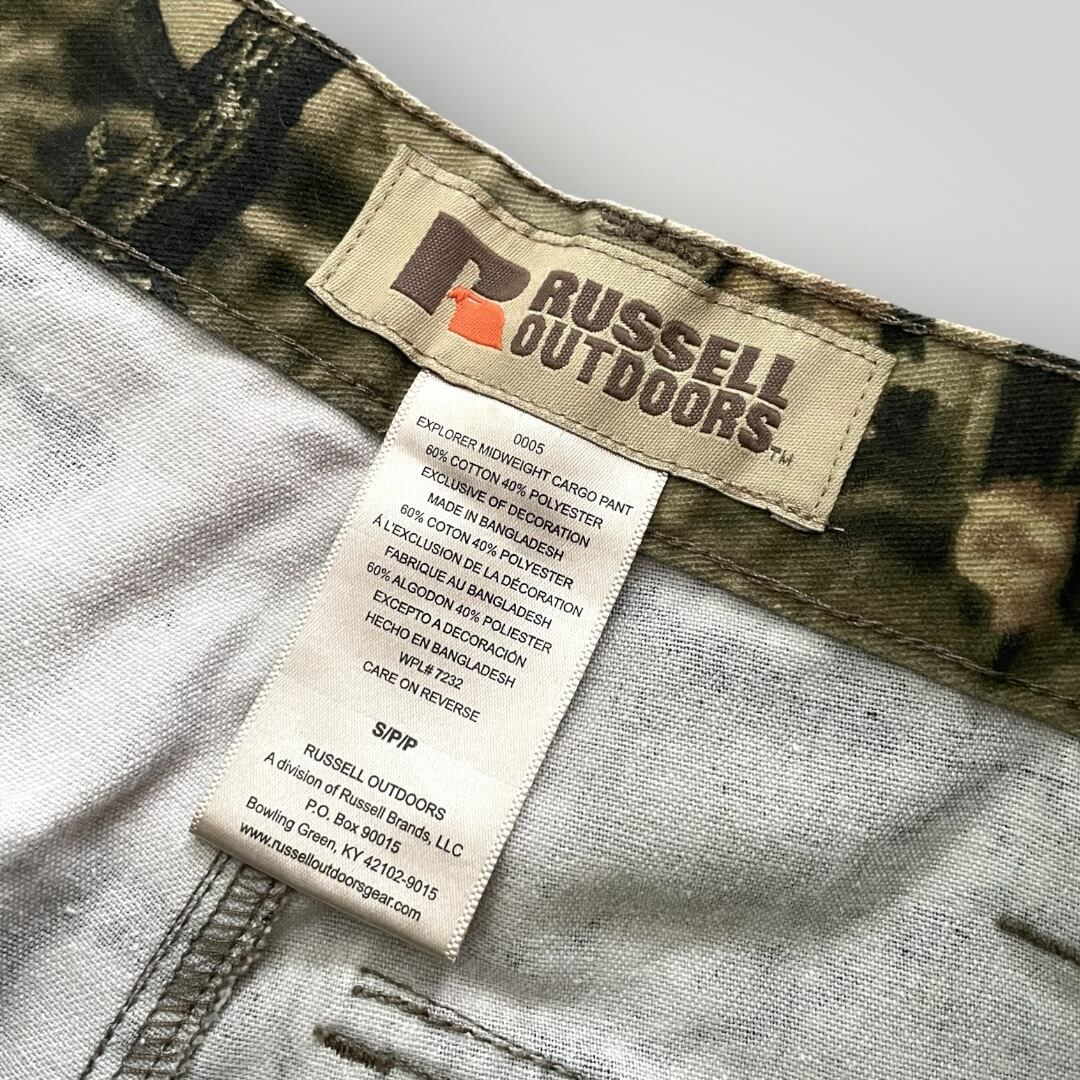 RUSSELL
OUTDOORS™
0005
EXPLORER MIDWEIGHT CARGO PANT
60% COTTON 40% POLYESTER
EXCLUSIVE OF DECORATION
MADE IN BANGLADESH
60% COTON 40% POLYESTER
À L'EXCLUSION DE LA DÉCORATION
FABRIQUE AU BANGLADESH
60% ALGODON 40% POLIESTER
EXCEPTO A DECORACIÓN
HECHO EN BANGLADESH
WPL# 7232
CARE ON REVERSE
S/P/P
RUSSELL OUTDOORS
A division of Russell Brands, LLC
P.O. Box 90015
Bowling Green, KY 42102-9015
www.russelloutdoorsgear.com